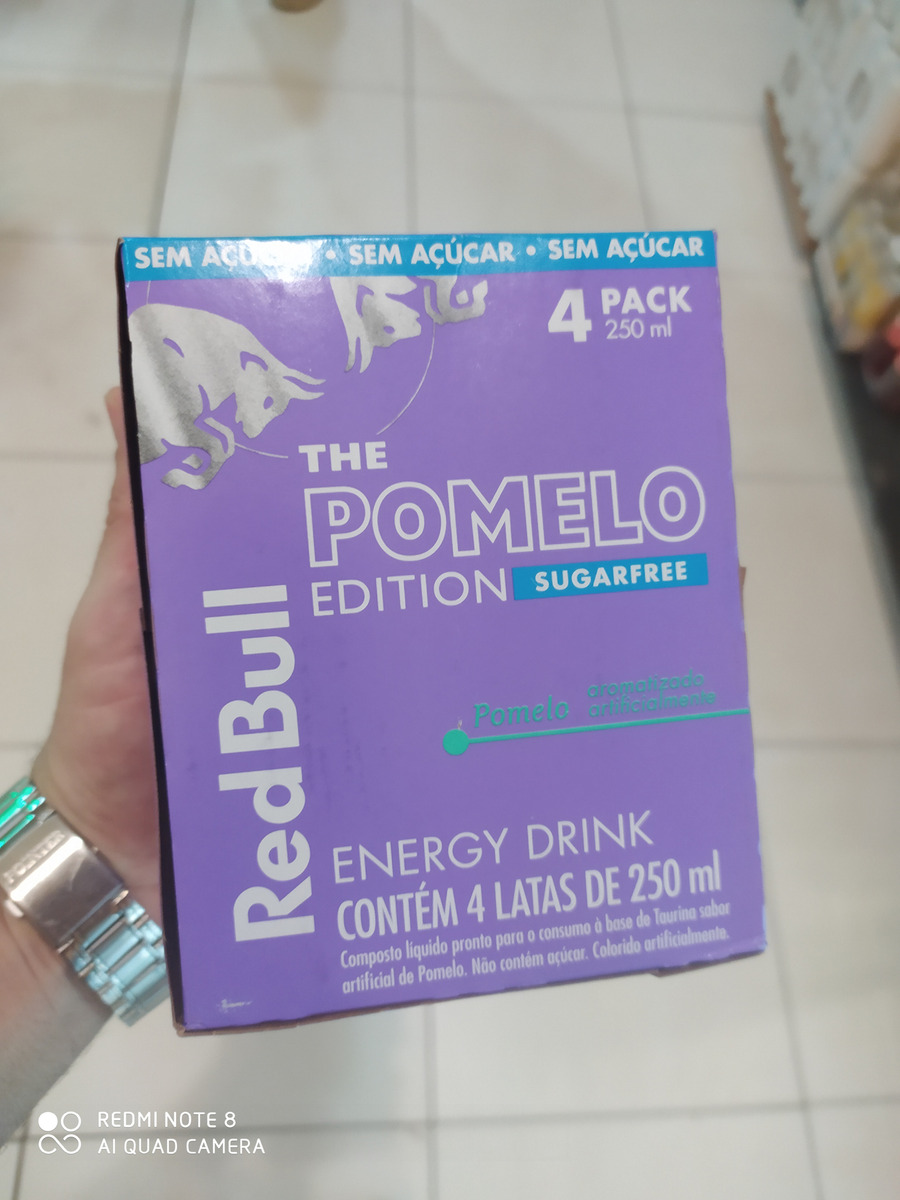 SEM AÇÚCAR • SEM AÇÚCAR • SEM AÇÚCAR
4 PACK
250 ml
THE
POMELO
EDITION SUGARFREE
Red Bull
Pomelo aromatizado
artificialmente
ENERGY DRINK
CONTÉM 4 LATAS DE 250 ml
Composto líquido pronto para o consumo à base de Taurina sabor
artificial de Pomelo. Não contém açúcar. Colorido artificialmente.
REDMI NOTE 8
AI QUAD CAMERA